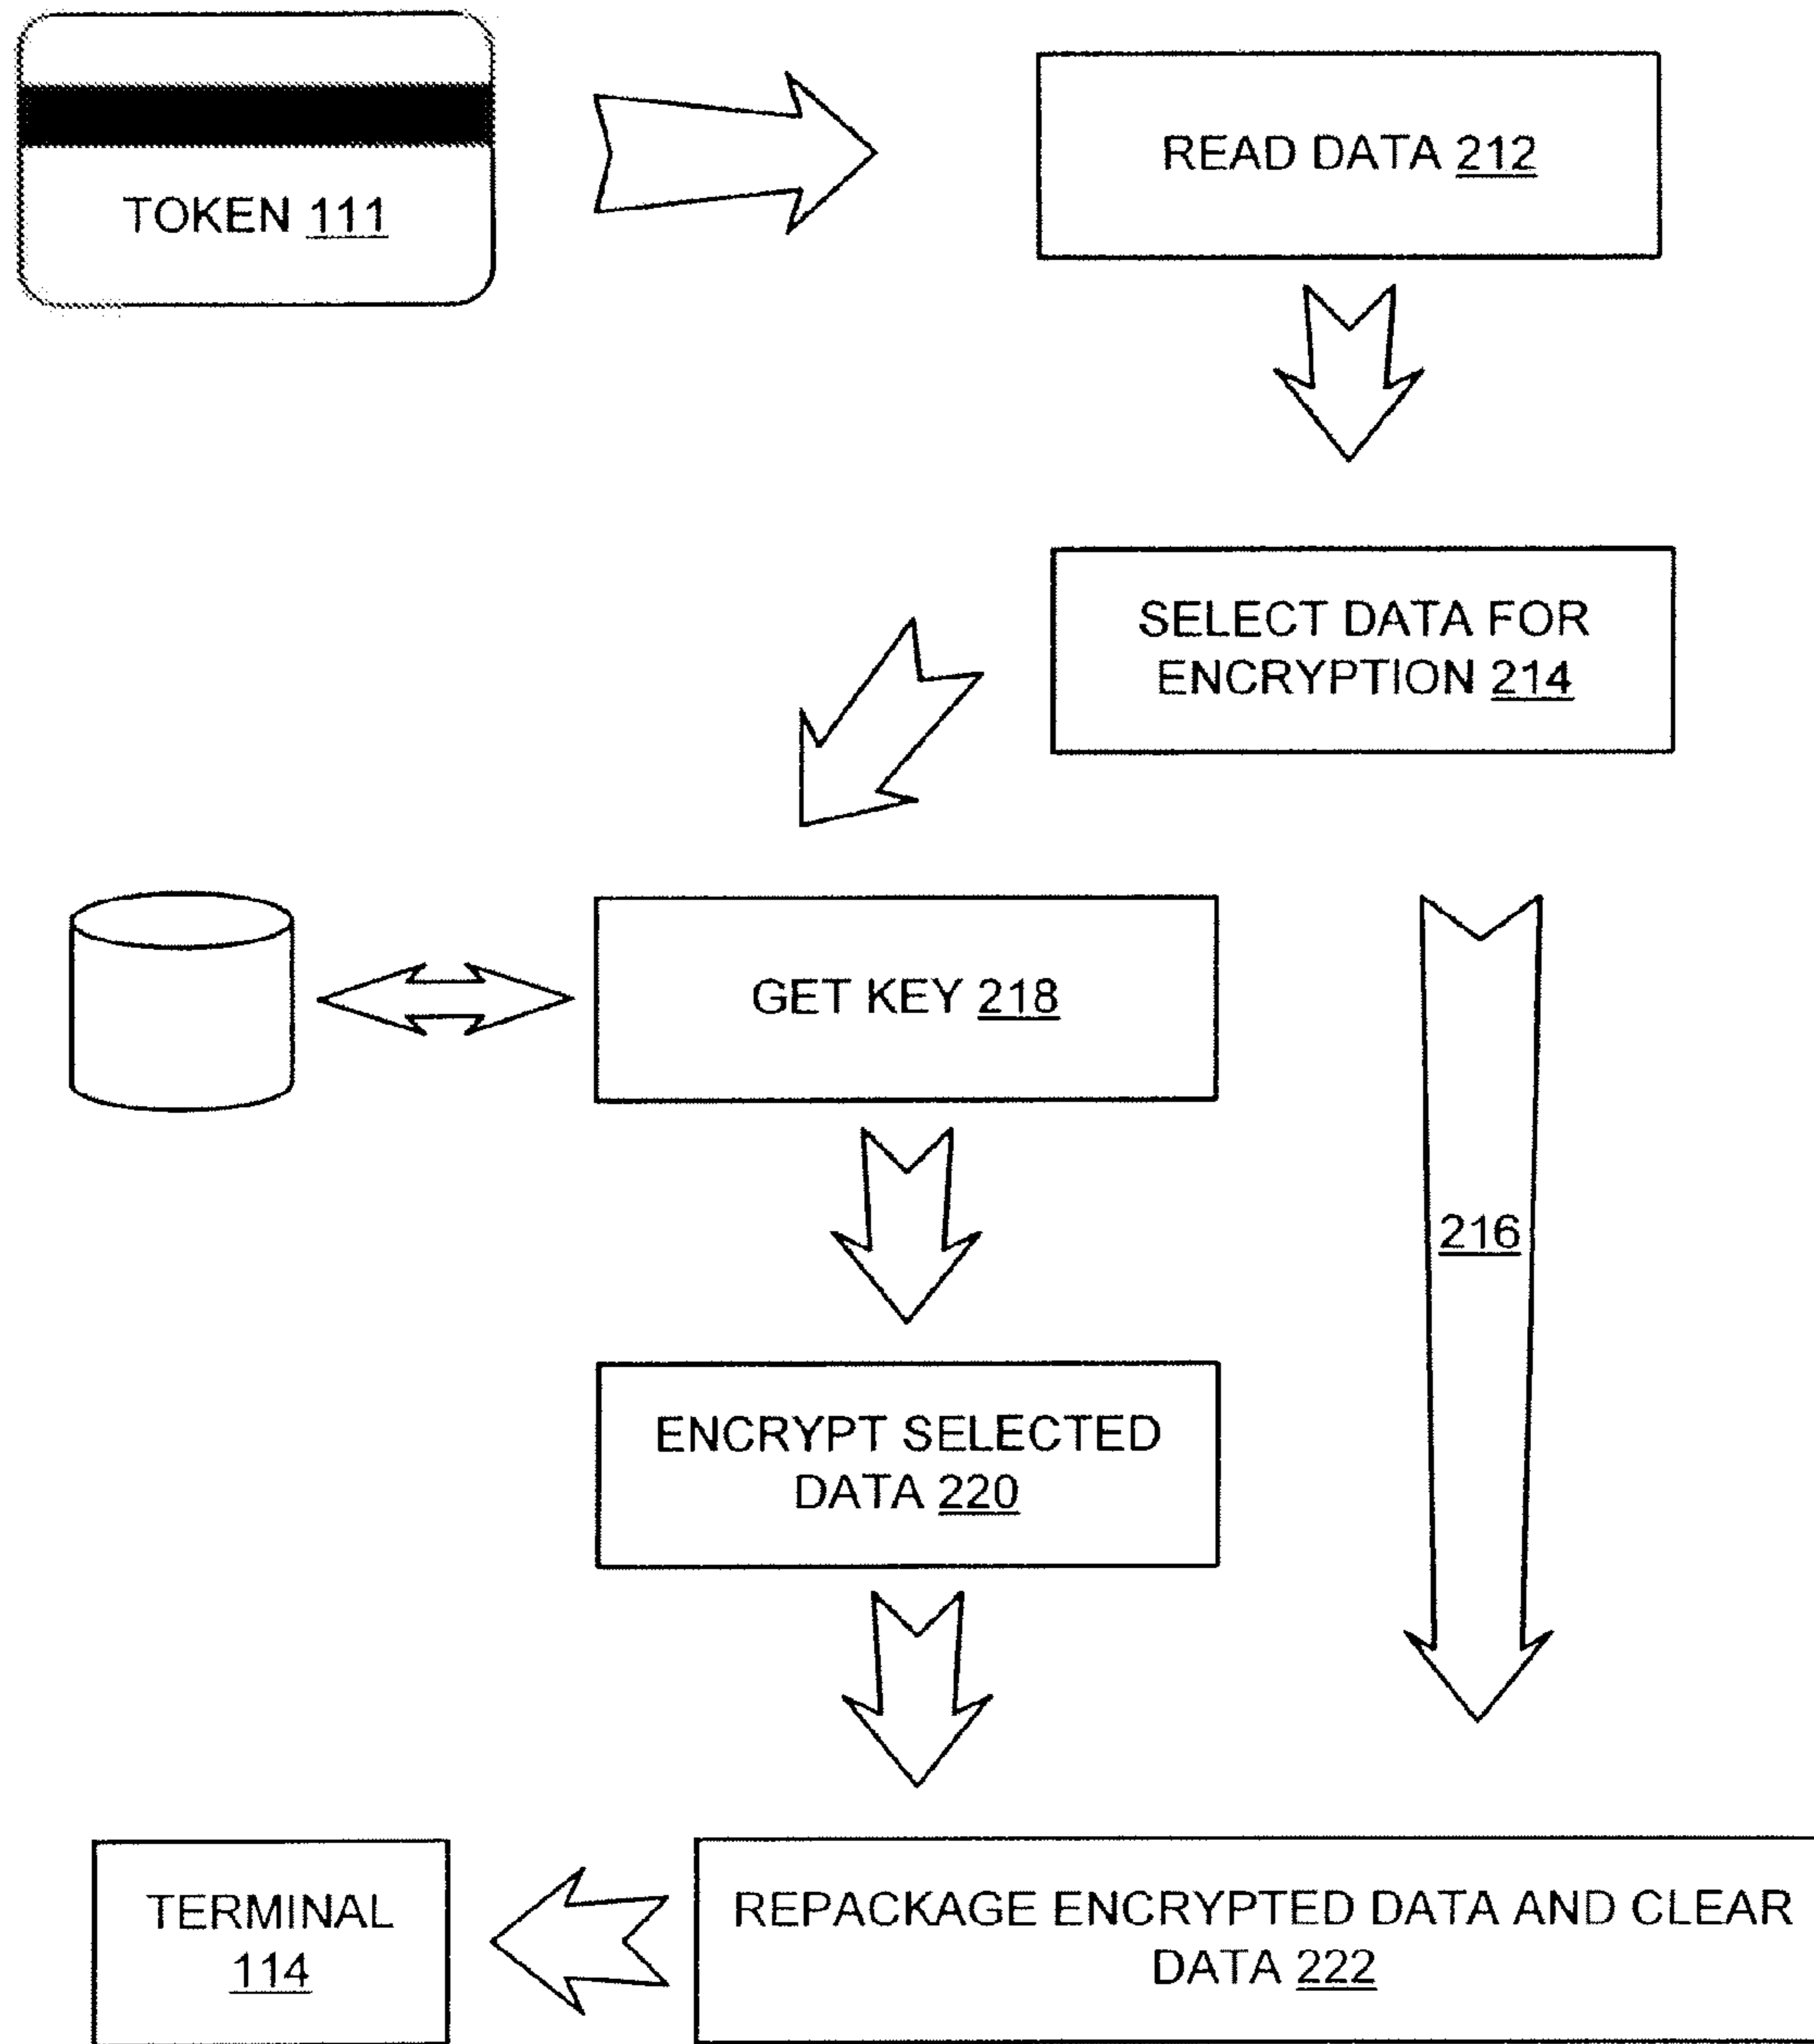 TOKEN 111
READ DATA 212
SELECT DATA FOR
ENCRYPTION 214
GET KEY 218
216
ENCRYPT SELECTED
DATA 220
TERMINAL
114
REPACKAGE ENCRYPTED DATA AND CLEAR
DATA 222